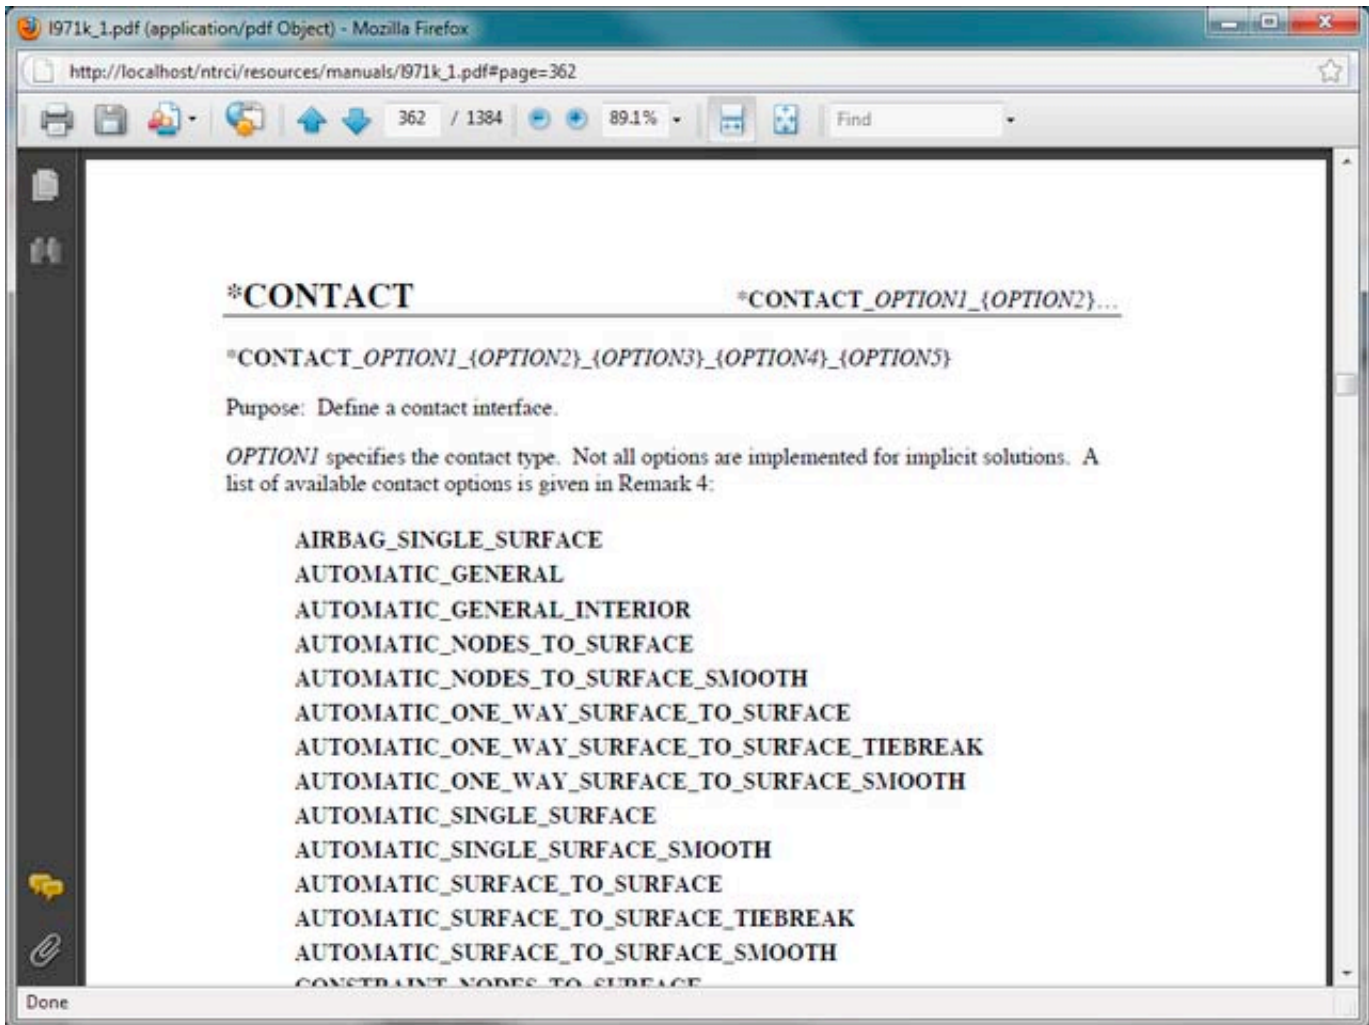 l971k_1.pdf (application/pdf Object) - Mozilla Firefox
http://localhost/ntrci/resources/manuals/l971k_1.pdf#page=362
362 / 1384 89.1% Find
*CONTACT *CONTACT_OPTION1_{OPTION2}...
*CONTACT_OPTION1_{OPTION2}_{OPTION3}_{OPTION4}_{OPTION5}
Purpose: Define a contact interface.
OPTION1 specifies the contact type. Not all options are implemented for implicit solutions. A
list of available contact options is given in Remark 4:
AIRBAG_SINGLE_SURFACE
AUTOMATIC_GENERAL
AUTOMATIC_GENERAL_INTERIOR
AUTOMATIC_NODES_TO_SURFACE
AUTOMATIC_NODES_TO_SURFACE_SMOOTH
AUTOMATIC_ONE_WAY_SURFACE_TO_SURFACE
AUTOMATIC_ONE_WAY_SURFACE_TO_SURFACE_TIEBREAK
AUTOMATIC_ONE_WAY_SURFACE_TO_SURFACE_SMOOTH
AUTOMATIC_SINGLE_SURFACE
AUTOMATIC_SINGLE_SURFACE_SMOOTH
AUTOMATIC_SURFACE_TO_SURFACE
AUTOMATIC_SURFACE_TO_SURFACE_TIEBREAK
AUTOMATIC_SURFACE_TO_SURFACE_SMOOTH
CONSTRAINT_NODES_TO_SURFACE
Done